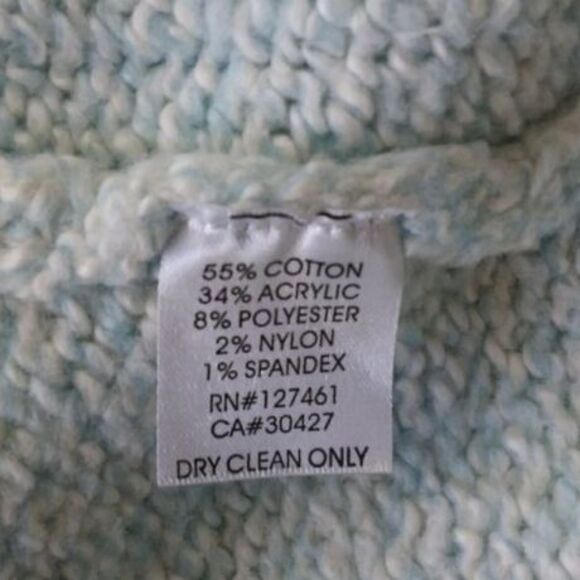 55% COTTON
34% ACRYLIC
8% POLYESTER
2% NYLON
1% SPANDEX
RN#127461
CA#30427
DRY CLEAN ONLY